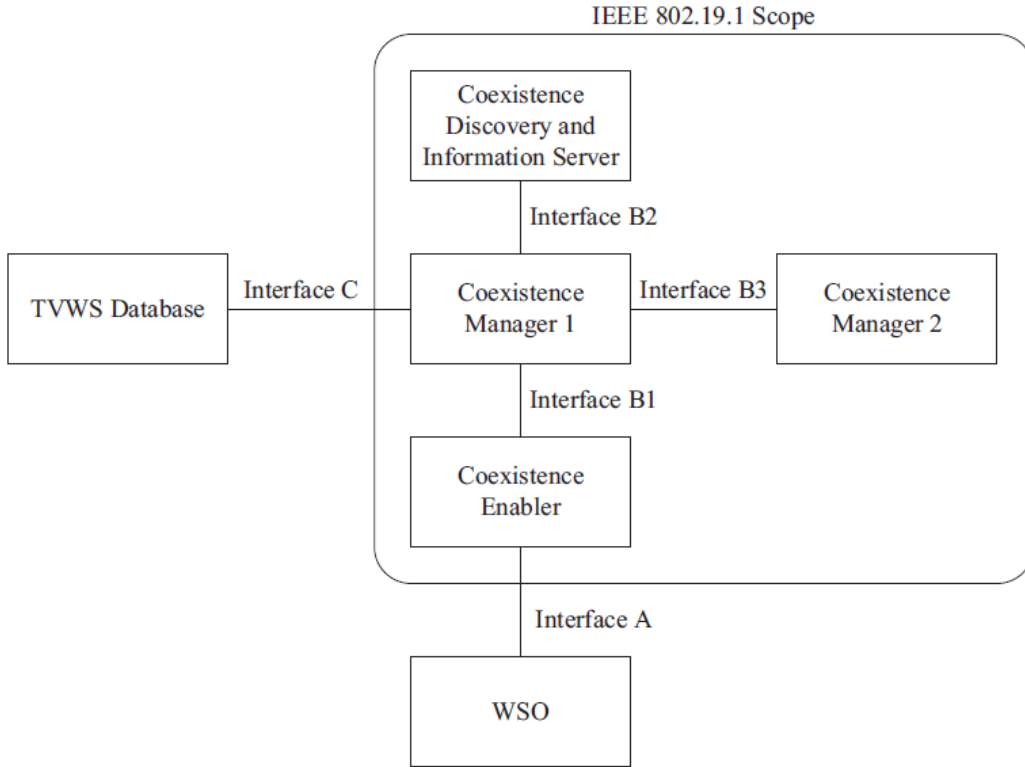 IEEE 802.19.1 Scope
Coexistence
Discovery and
Information Server
Interface B2
TVWS Database
Interface C
Coexistence
Manager 1
Interface B3
Coexistence
Manager 2
Interface B1
Coexistence
Enabler
Interface A
WSO